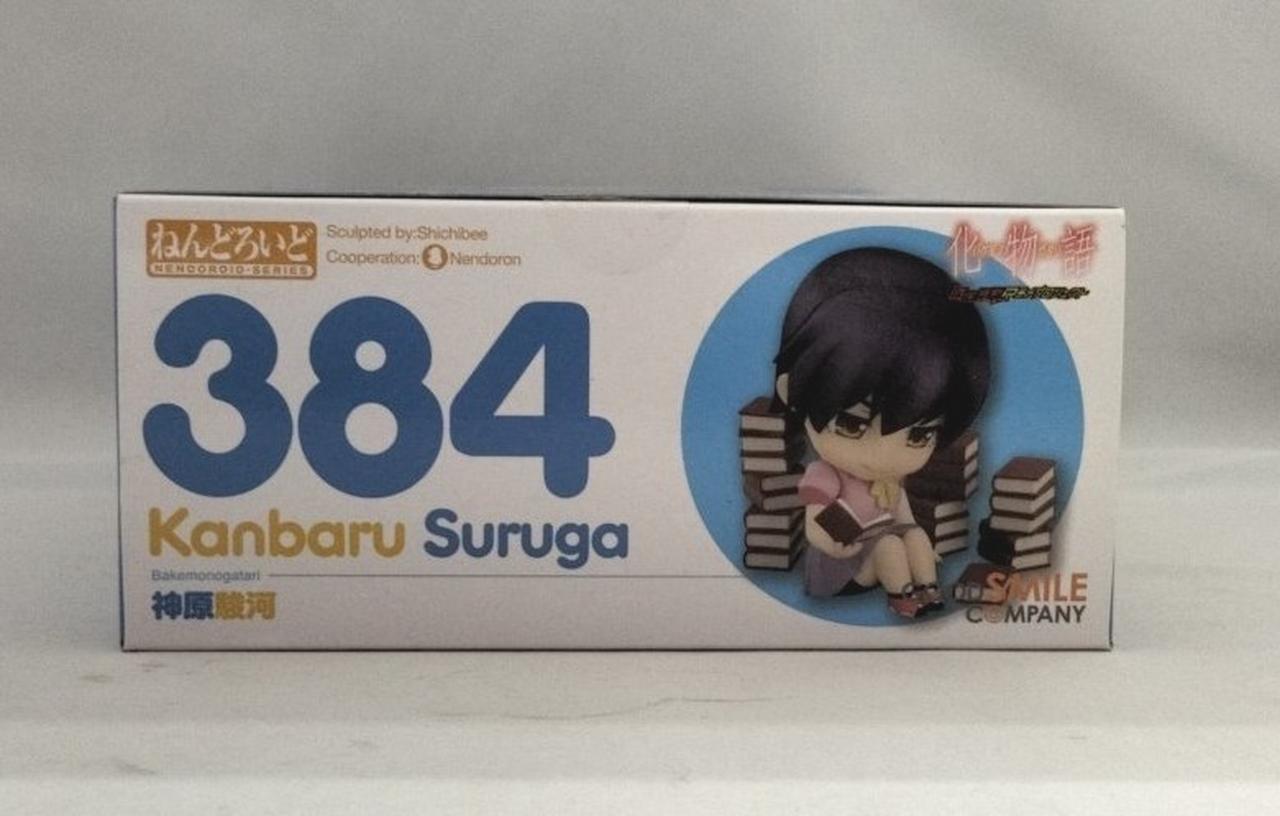 ねんどろいど
NENDOROID-SERIES
Sculpted by:Shichibee
Cooperation: Nendoron
化物語
384
Kanbaru Suruga
Bakemonogatari
神原駿河
SMILE
COMPANY